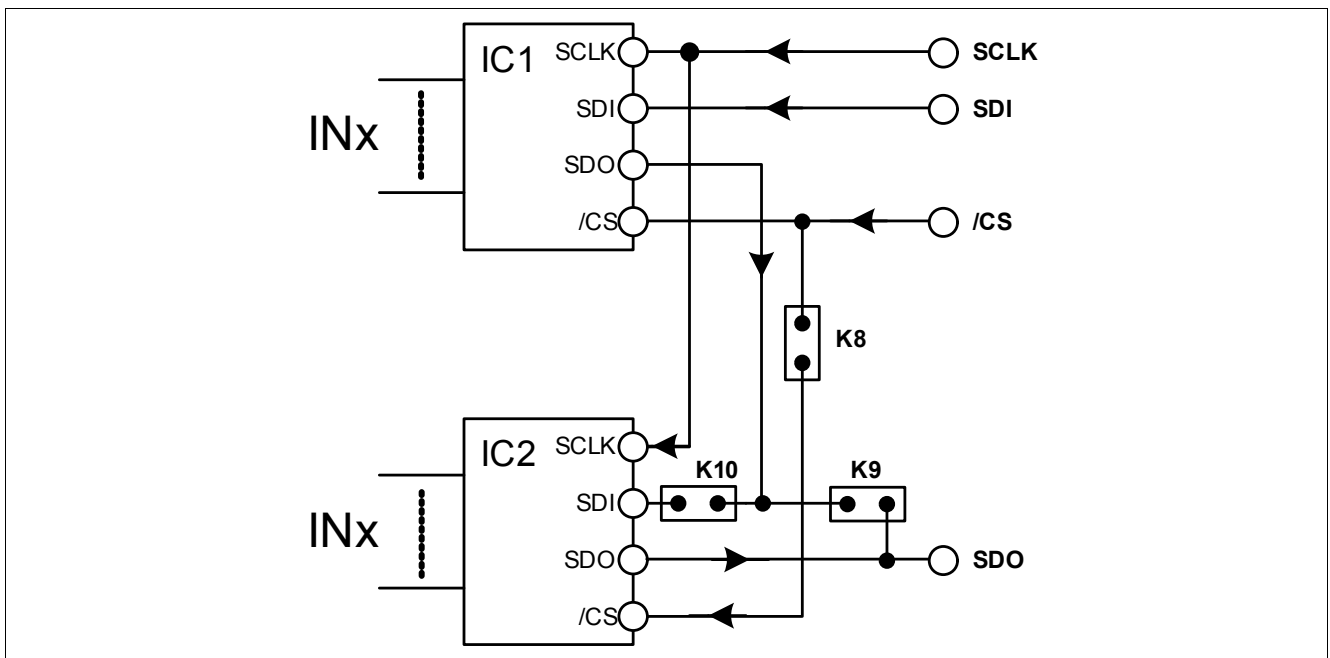 IC1
SCLK
SDI
SDO
/CS
INx
SCLK
SDI
/CS
K8
IC2
SCLK
SDI
SDO
/CS
INx
K10
K9
SDO